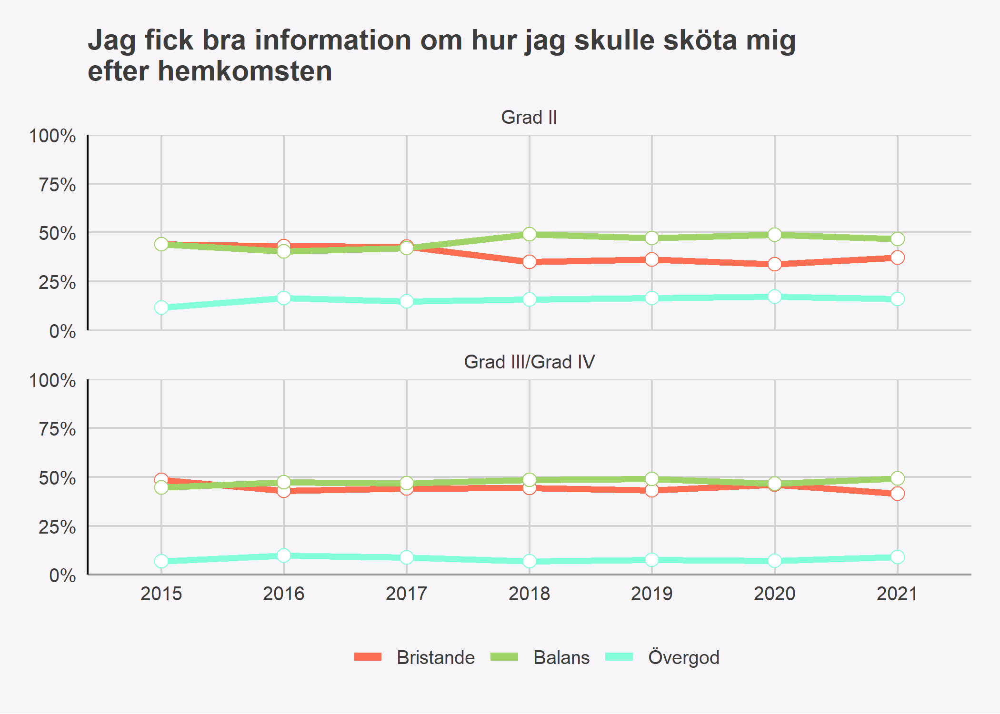 Jag fick bra information om hur jag skulle sköta mig
efter hemkomsten
Grad II
100%
75%
50%
25%
0%
Grad III/Grad IV
100%
75%
50%
25%
0%
2015 2016 2017 2018 2019 2020 2021
Bristande Balans Övergod